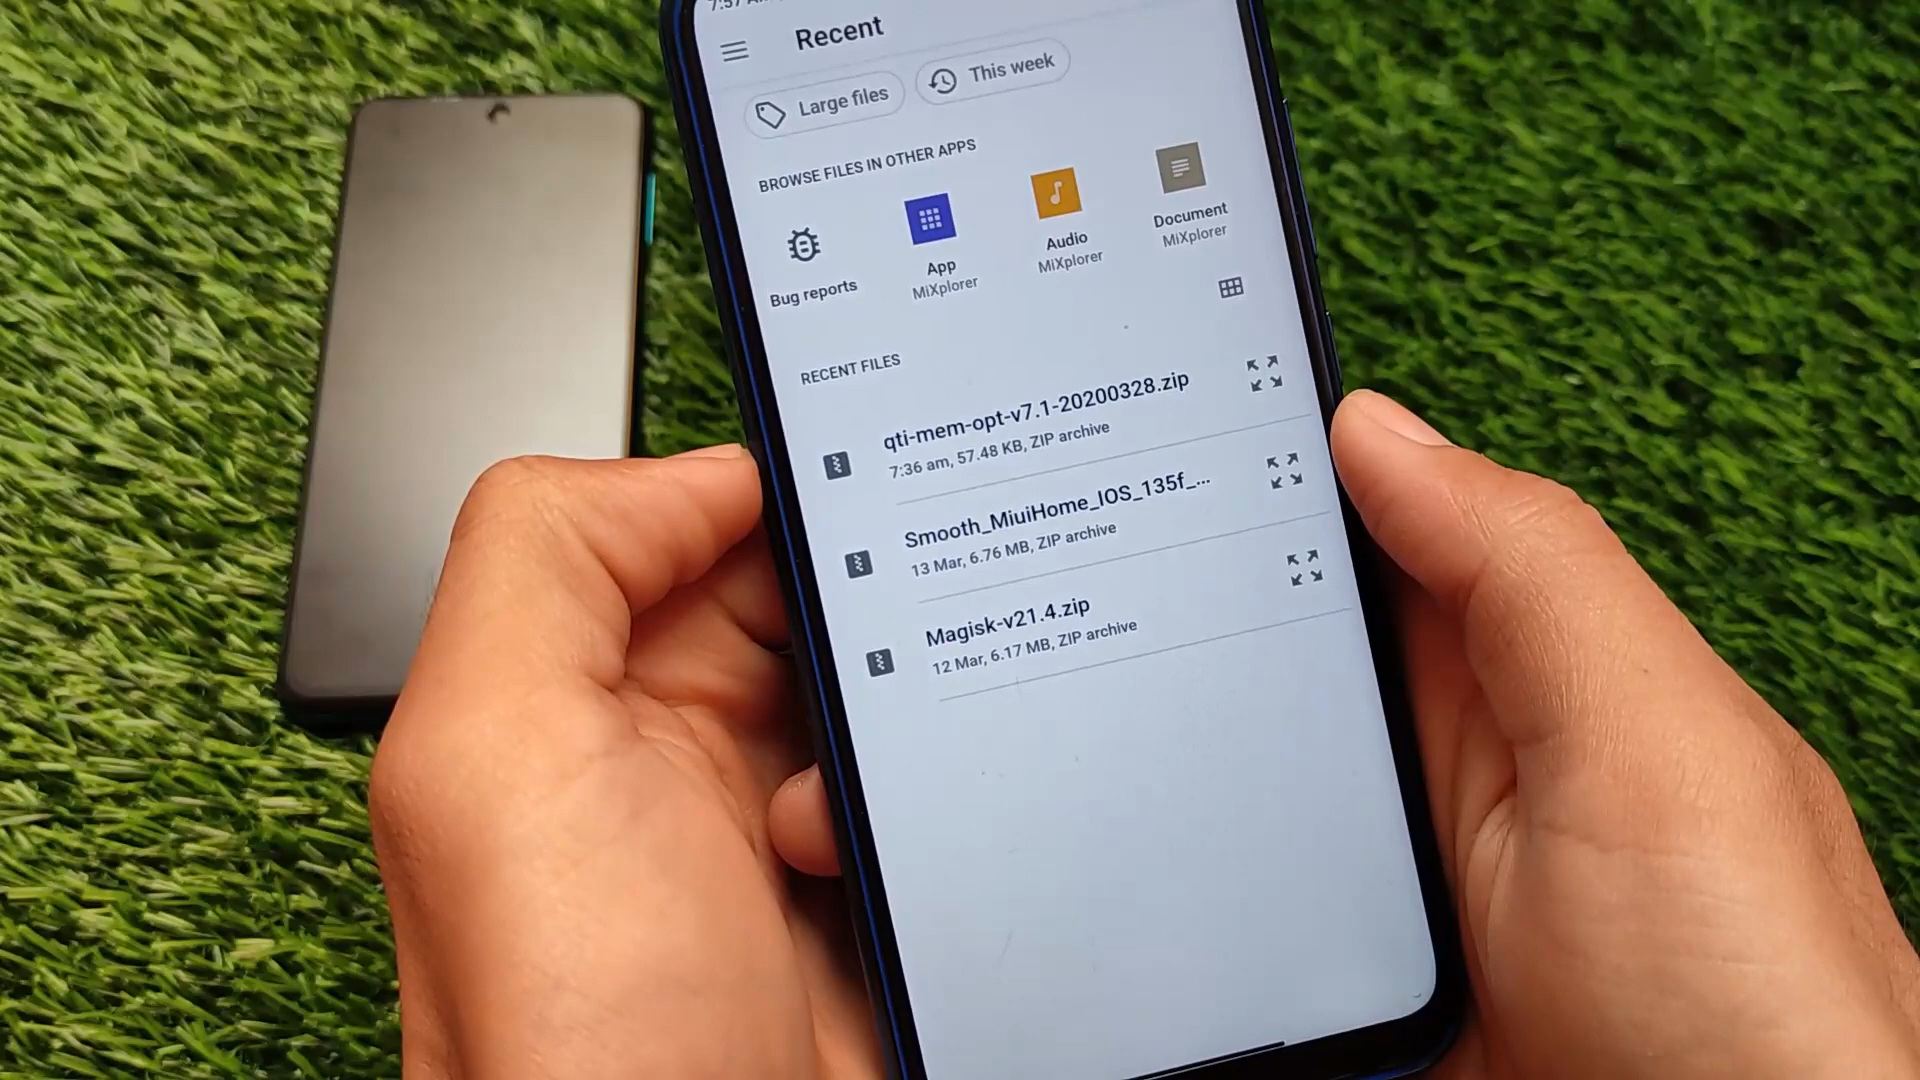 7:57
Recent
Large files
This week
BROWSE FILES IN OTHER APPS
Bug reports
App
MiXplorer
Audio
MiXplorer
Document
MiXplorer
RECENT FILES
qti-mem-opt-v7.1-20200328.zip
7:36 am, 57.48 KB, ZIP archive
Smooth_MiuiHome_IOS_135f_...
13 Mar, 6.76 MB, ZIP archive
Magisk-v21.4.zip
12 Mar, 6.17 MB, ZIP archive